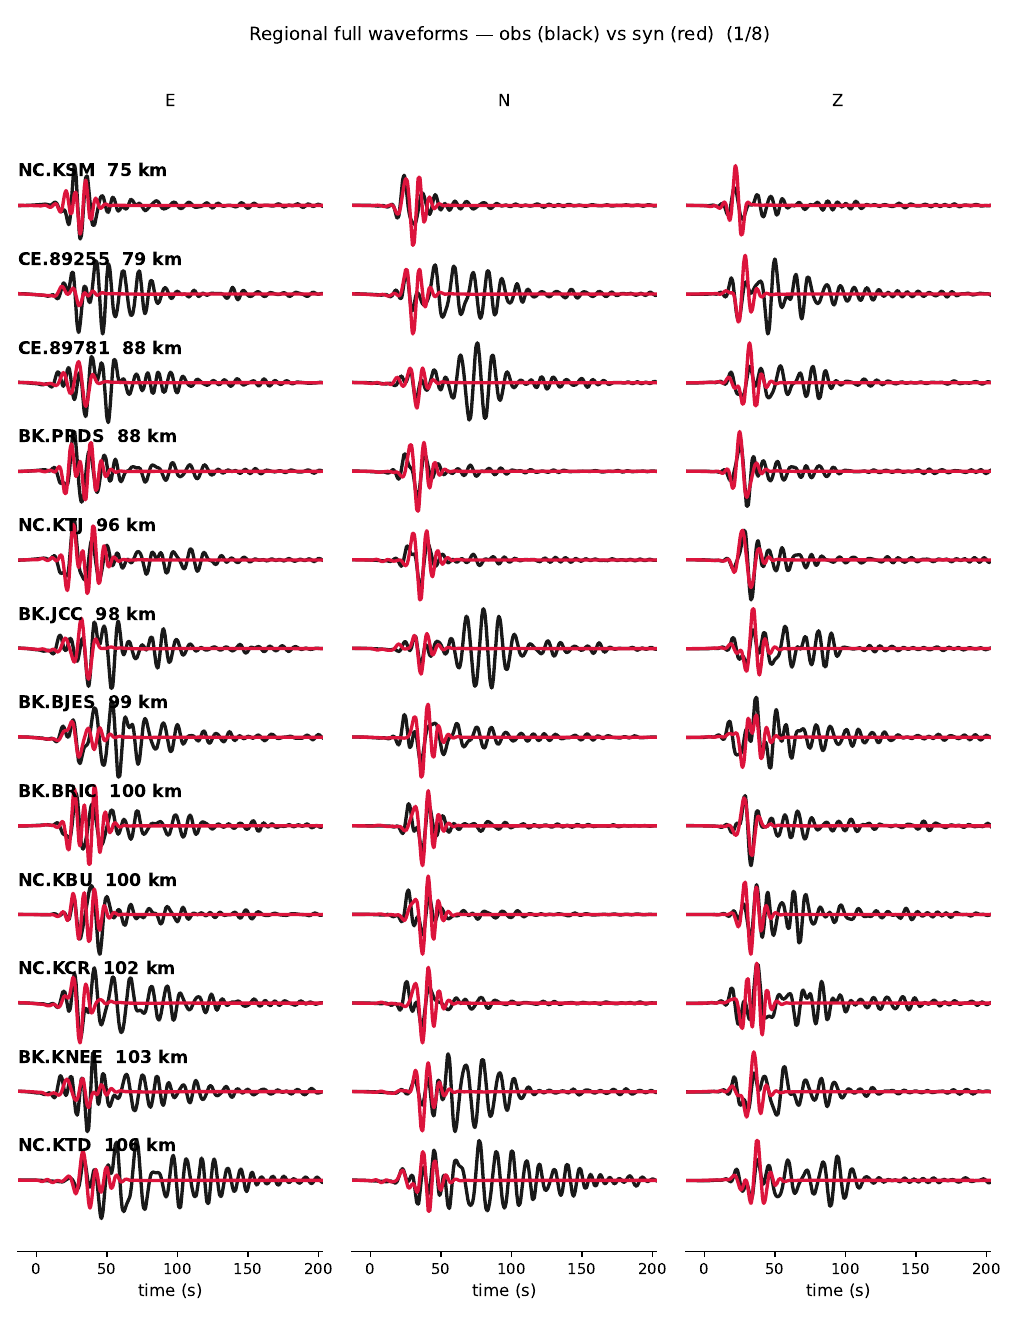 Regional full waveforms — obs (black) vs syn (red)  (1/8)
E N Z
NC.KSM  75 km
CE.89255  79 km
CE.89781  88 km
BK.PRDS  88 km
NC.KTJ  96 km
BK.JCC  98 km
BK.BJES  99 km
BK.BRIC  100 km
NC.KBU  100 km
NC.KCR  102 km
BK.KNEE  103 km
NC.KTD  106 km
0 50 100 150 200 0 50 100 150 200 0 50 100 150 200
time (s) time (s) time (s)